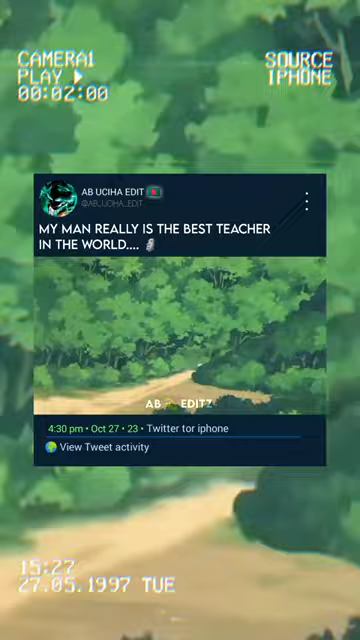 CAMERA1
PLAY
00:02:00
SOURCE
IPHONE
AB UCIHA EDIT
@AB_UCIHA_EDIT
MY MAN REALLY IS THE BEST TEACHER
IN THE WORLD....
AB EDITZ
4:30 pm • Oct 27 • 23 • Twitter tor iphone
View Tweet activity
15:27
27.05.1997 TUE